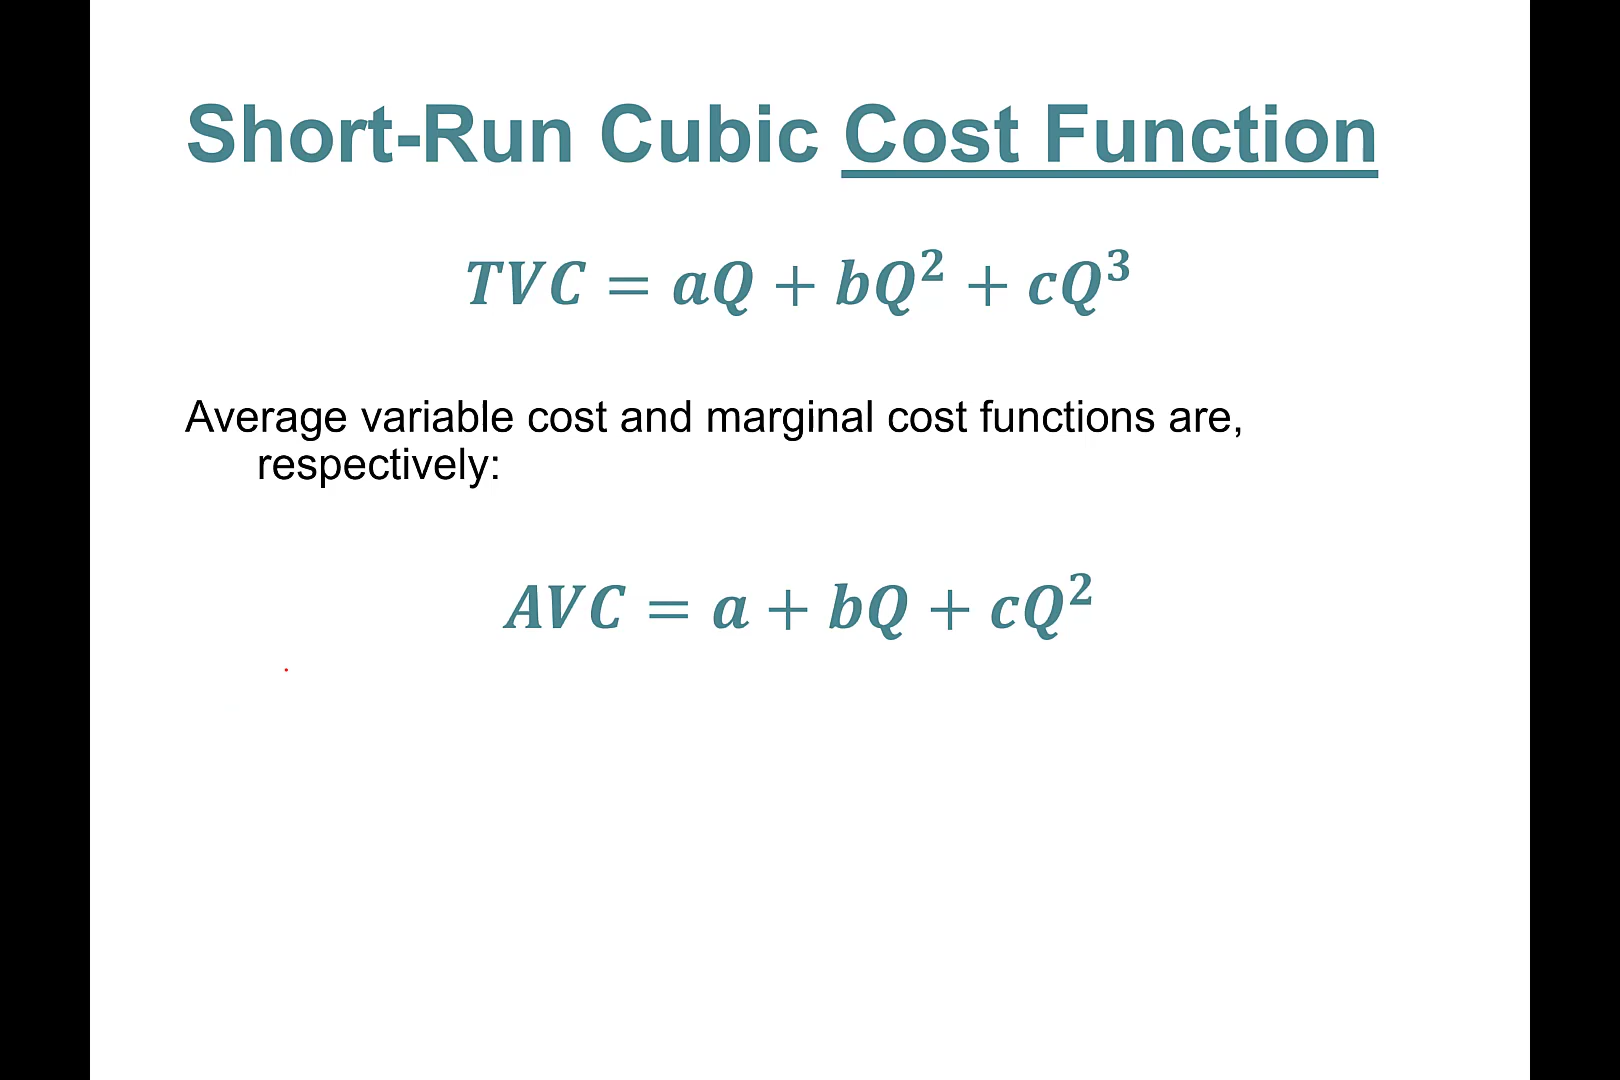 Short-Run Cubic Cost Function
TVC = aQ + bQ² + cQ³
Average variable cost and marginal cost functions are,
respectively:
AVC = a + bQ + cQ²